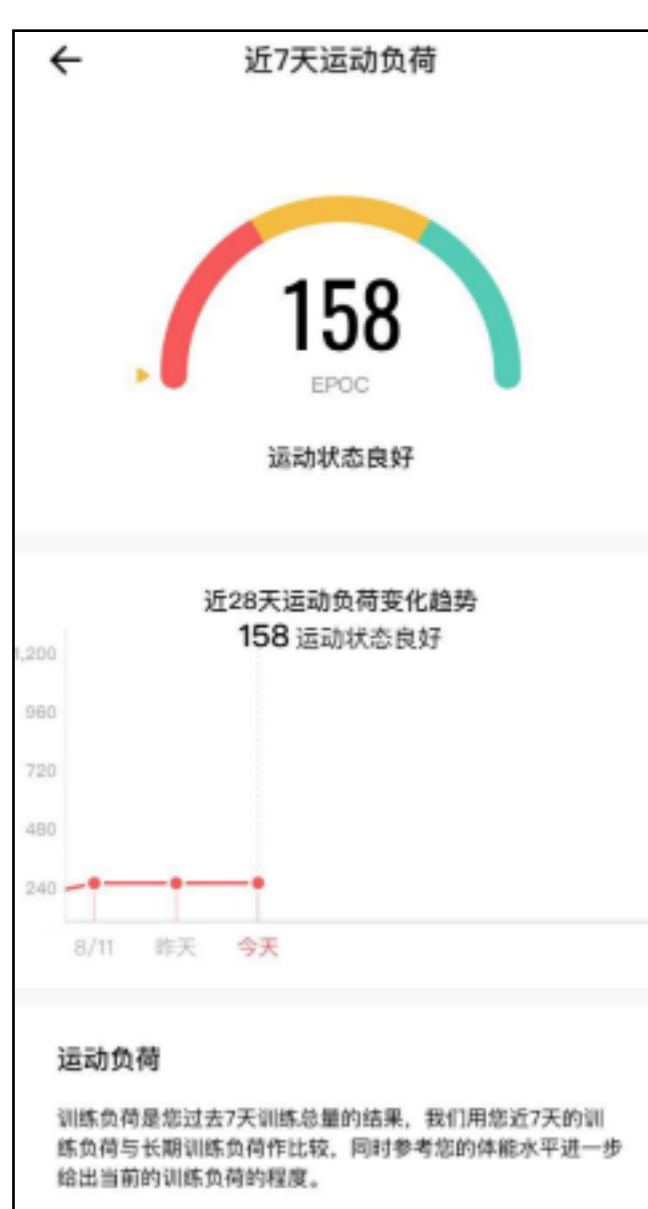 近7天运动负荷
158
EPOC
运动状态良好
近28天运动负荷变化趋势
158 运动状态良好
1,200
960
720
480
240
8/11 昨天 今天
运动负荷
训练负荷是您过去7天训练总量的结果，我们用您近7天的训
练负荷与长期训练负荷作比较，同时参考您的体能水平进一步
给出当前的训练负荷的程度。